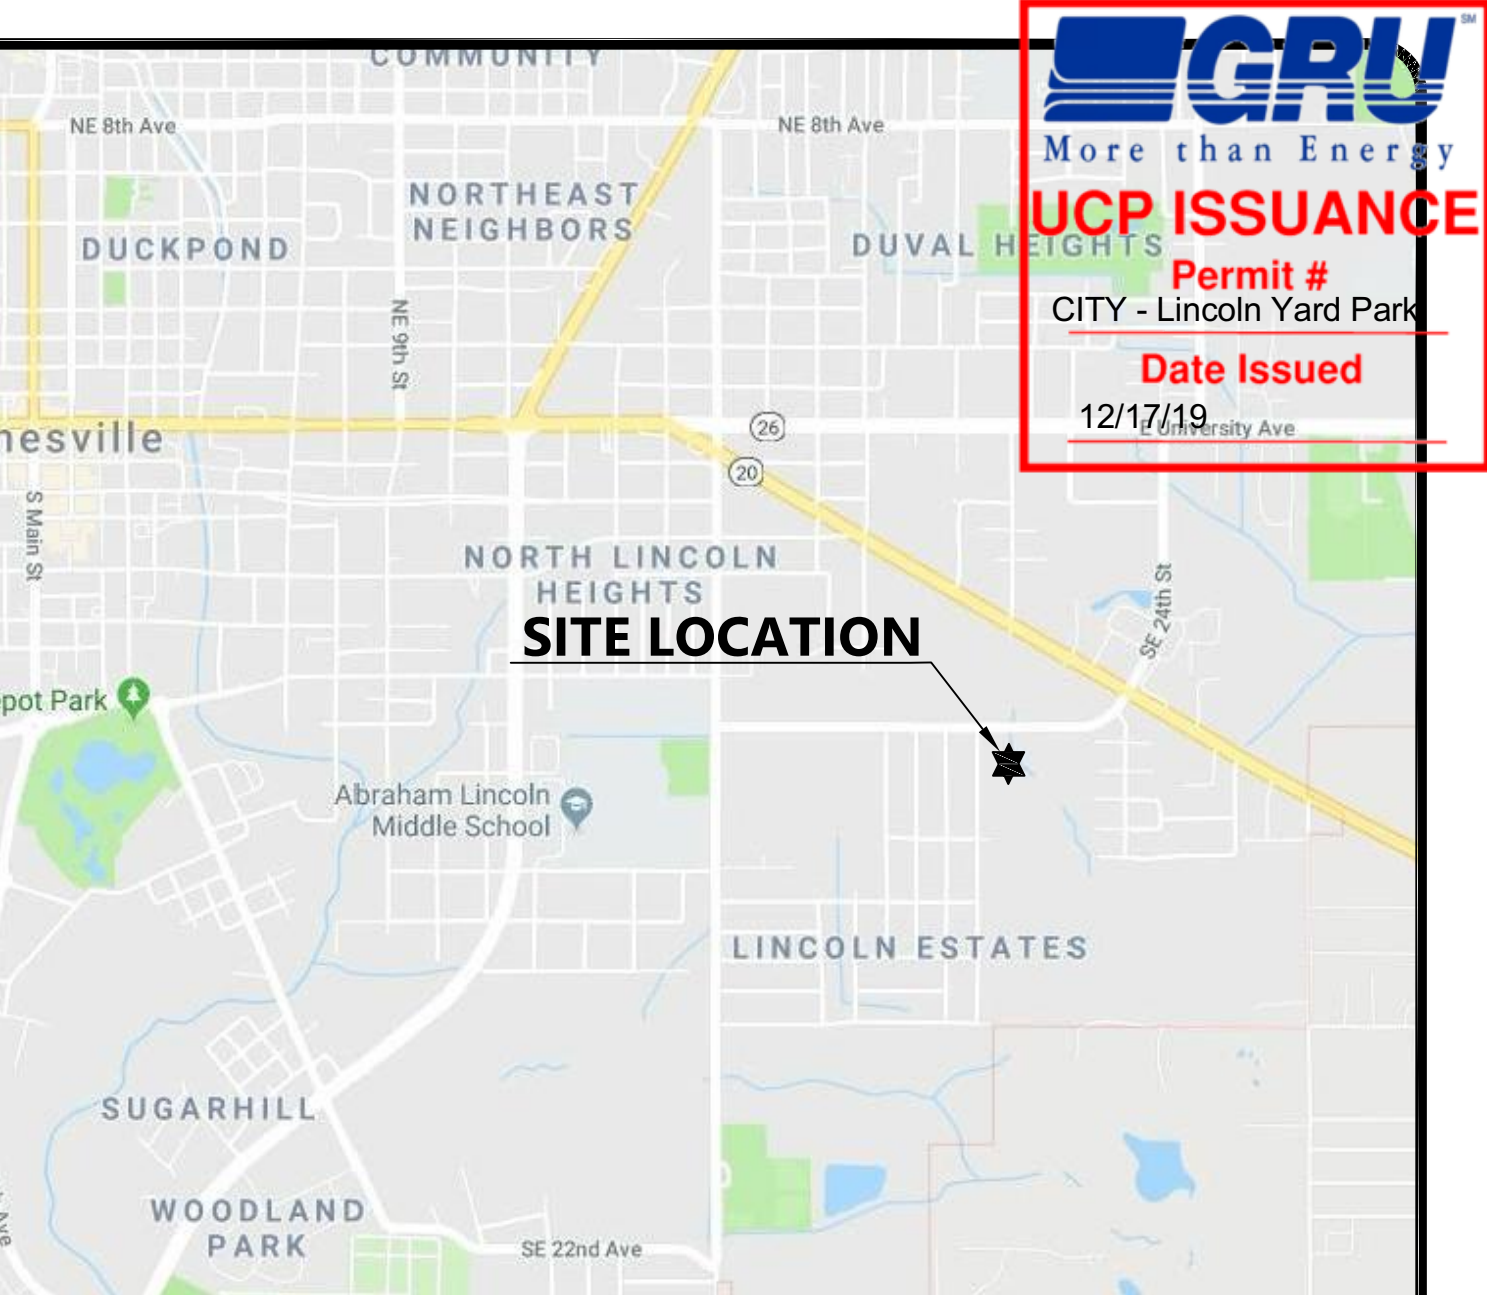 COMMUNITY
GRU
SM
More than Energy
UCP ISSUANCE
Permit #
CITY - Lincoln Yard Park
Date Issued
12/17/19
NE 8th Ave
NE 8th Ave
NORTHEAST
NEIGHBORS
DUCKPOND
DUVAL HEIGHTS
NE 9th St
26
E University Ave
nesville
20
S Main St
NORTH LINCOLN
HEIGHTS
SE 24th St
SITE LOCATION
pot Park
Abraham Lincoln
Middle School
LINCOLN ESTATES
SUGARHILL
WOODLAND
PARK
Ave
SE 22nd Ave